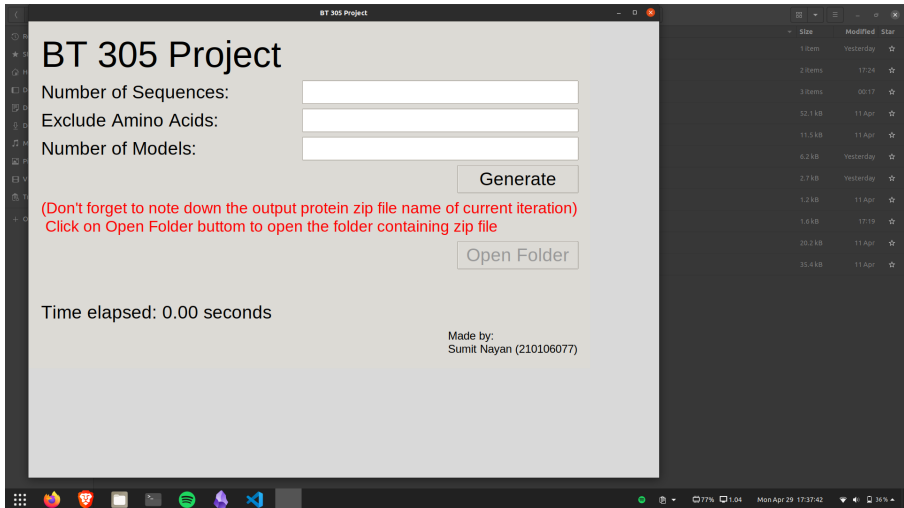 BT 305 Project
Size Modified Star
BT 305 Project
1 item Yesterday
Number of Sequences:
2 items 17:24
3 items 00:17
Exclude Amino Acids:
52.1 kB 11 Apr
11.5 kB 11 Apr
Number of Models:
6.2 kB Yesterday
Generate
2.7 kB Yesterday
1.2 kB 11 Apr
(Don't forget to note down the output protein zip file name of current iteration)
1.6 kB 17:19
Click on Open Folder buttom to open the folder containing zip file
20.2 kB 11 Apr
Open Folder
35.4 kB 11 Apr
Time elapsed: 0.00 seconds
Made by:
Sumit Nayan (210106077)
77% 1.04 Mon Apr 29 17:37:42 36%